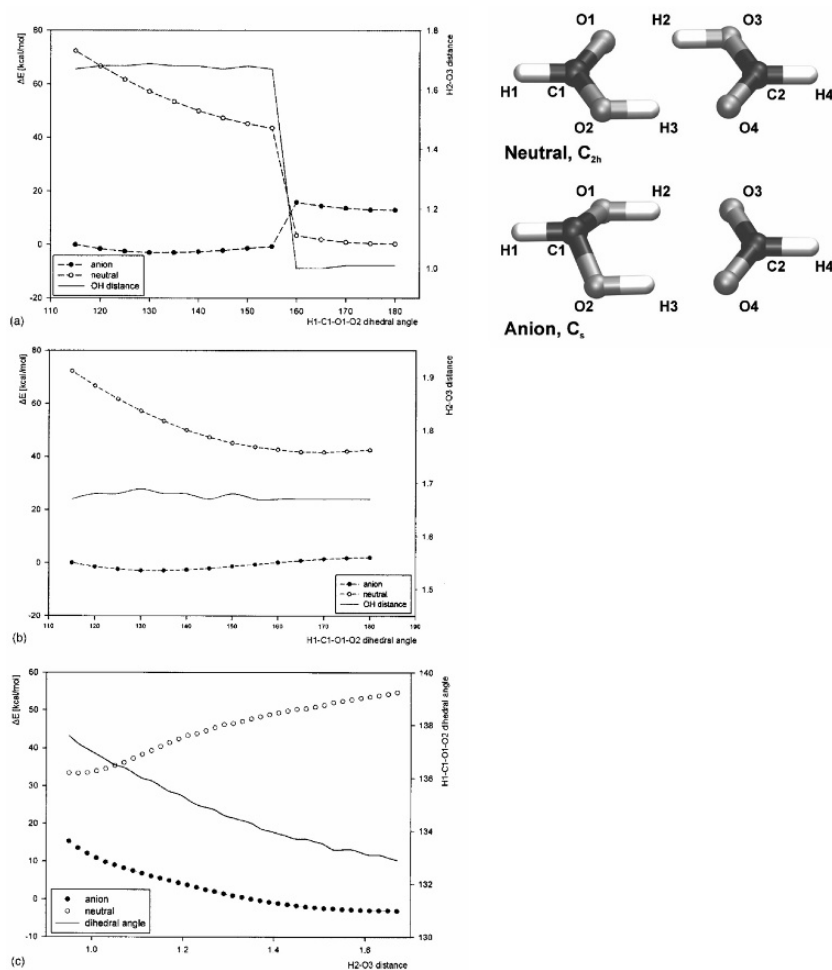 ΔE [kcal/mol]
80
60
40
20
0
-20
110 120 130 140 150 160 170 180
H1-C1-O1-O2 dihedral angle
1.8
1.6
1.4
1.2
1.0
H2-O3 distance
anion
neutral
OH distance
(a)
ΔE [kcal/mol]
80
60
40
20
0
-20
110 120 130 140 150 160 170 180 190
H1-C1-O1-O2 dihedral angle
1.9
1.8
1.7
1.6
1.5
H2-O3 distance
anion
neutral
OH distance
(b)
ΔE [kcal/mol]
60
50
40
30
20
10
0
-10
1.0 1.2 1.4 1.6
H2-O3 distance
140
138
136
134
132
130
H1-C1-O1-O2 dihedral angle
anion
neutral
dihedral angle
(c)
O1 H2 O3
H1 C1 C2 H4
O2 H3 O4
Neutral, C2h
O1 H2 O3
H1 C1 C2 H4
O2 H3 O4
Anion, Cs